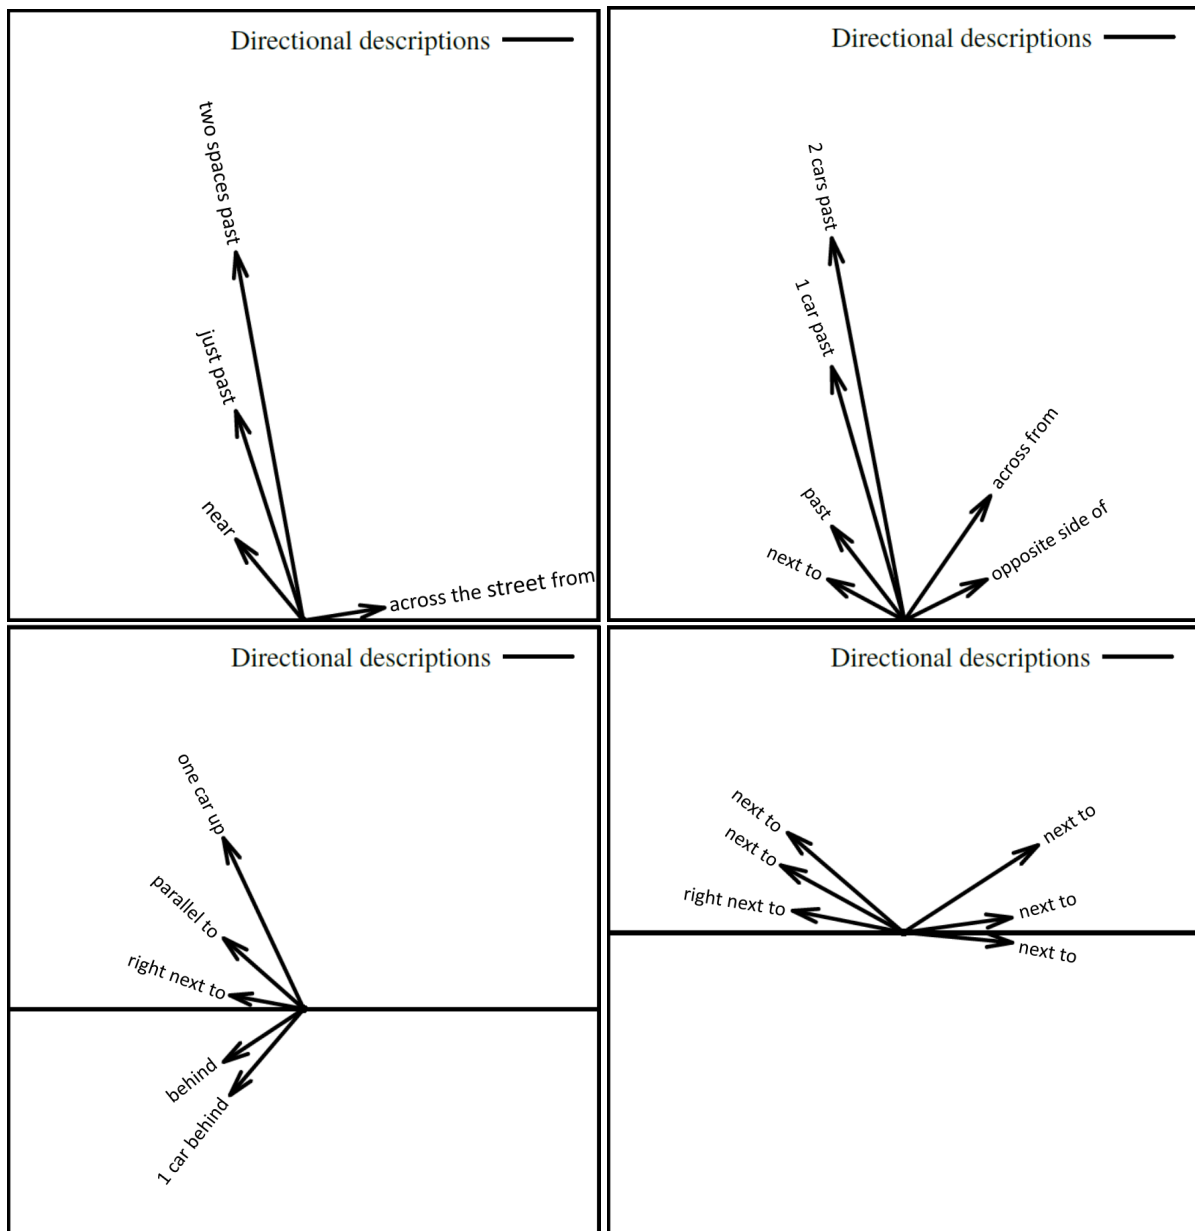 Directional descriptions
two spaces past
just past
near
across the street from
Directional descriptions
2 cars past
1 car past
across from
past
opposite side of
next to
Directional descriptions
one car up
parallel to
right next to
behind
1 car behind
Directional descriptions
next to
next to
next to
right next to
next to
next to